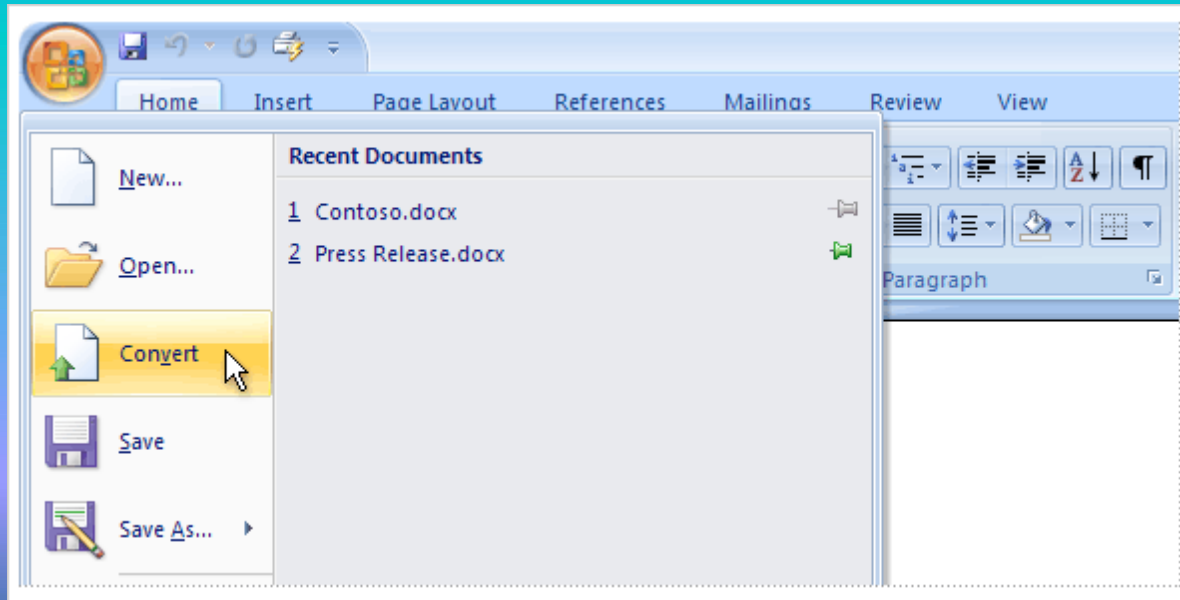 Home Insert Page Layout References Mailings Review View
New...
Open...
Convert
Save
Save As...
Recent Documents
1 Contoso.docx
2 Press Release.docx
Paragraph